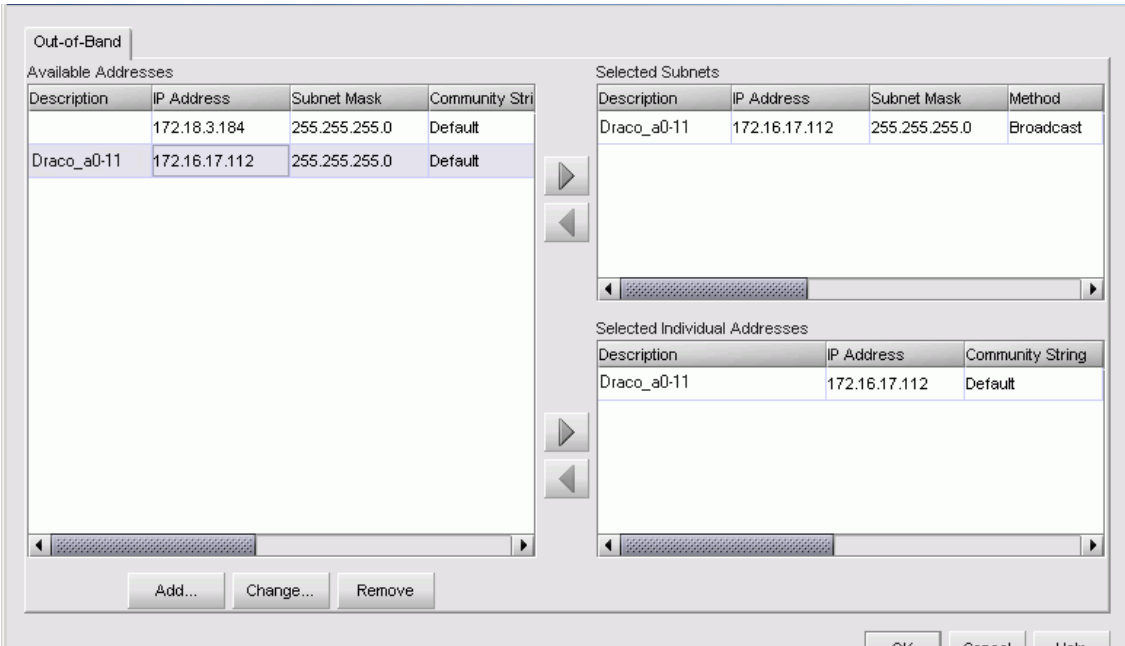 Out-of-Band
Available Addresses
Description IP Address Subnet Mask Community Stri
172.18.3.184 255.255.255.0 Default
Draco_a0-11 172.16.17.112 255.255.255.0 Default
Add... Change... Remove
Selected Subnets
Description IP Address Subnet Mask Method
Draco_a0-11 172.16.17.112 255.255.255.0 Broadcast
Selected Individual Addresses
Description IP Address Community String
Draco_a0-11 172.16.17.112 Default
OK Cancel Help